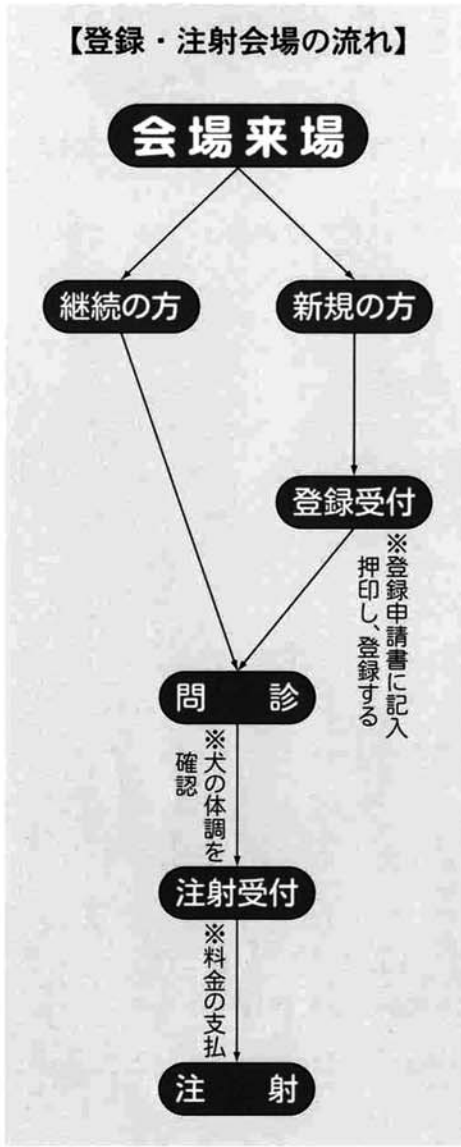 【登録・注射会場の流れ】
会場来場
継続の方
新規の方
登録受付
※登録申請書に記入
押印し、登録する
問　診
※犬の体調を
確認
注射受付
※料金の支払
注　射